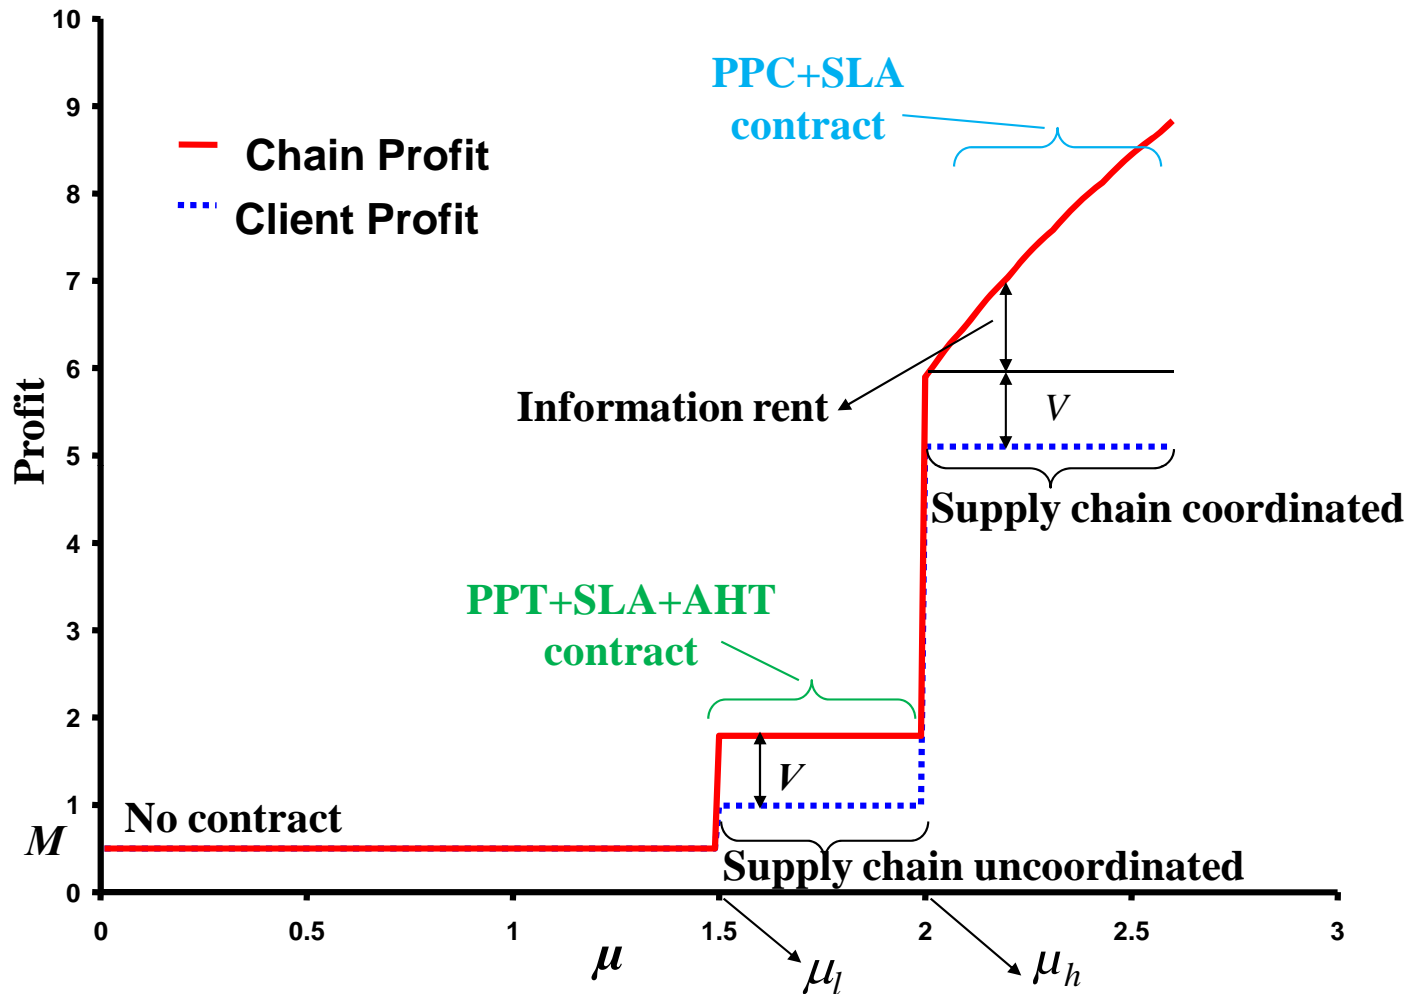 10
9
8
7
6
5
4
3
2
1
0
M
Profit
Chain Profit
Client Profit
PPC+SLA
contract
Information rent
V
Supply chain coordinated
PPT+SLA+AHT
contract
V
No contract
Supply chain uncoordinated
0
0.5
1
1.5
2
2.5
3
μ
μl
μh